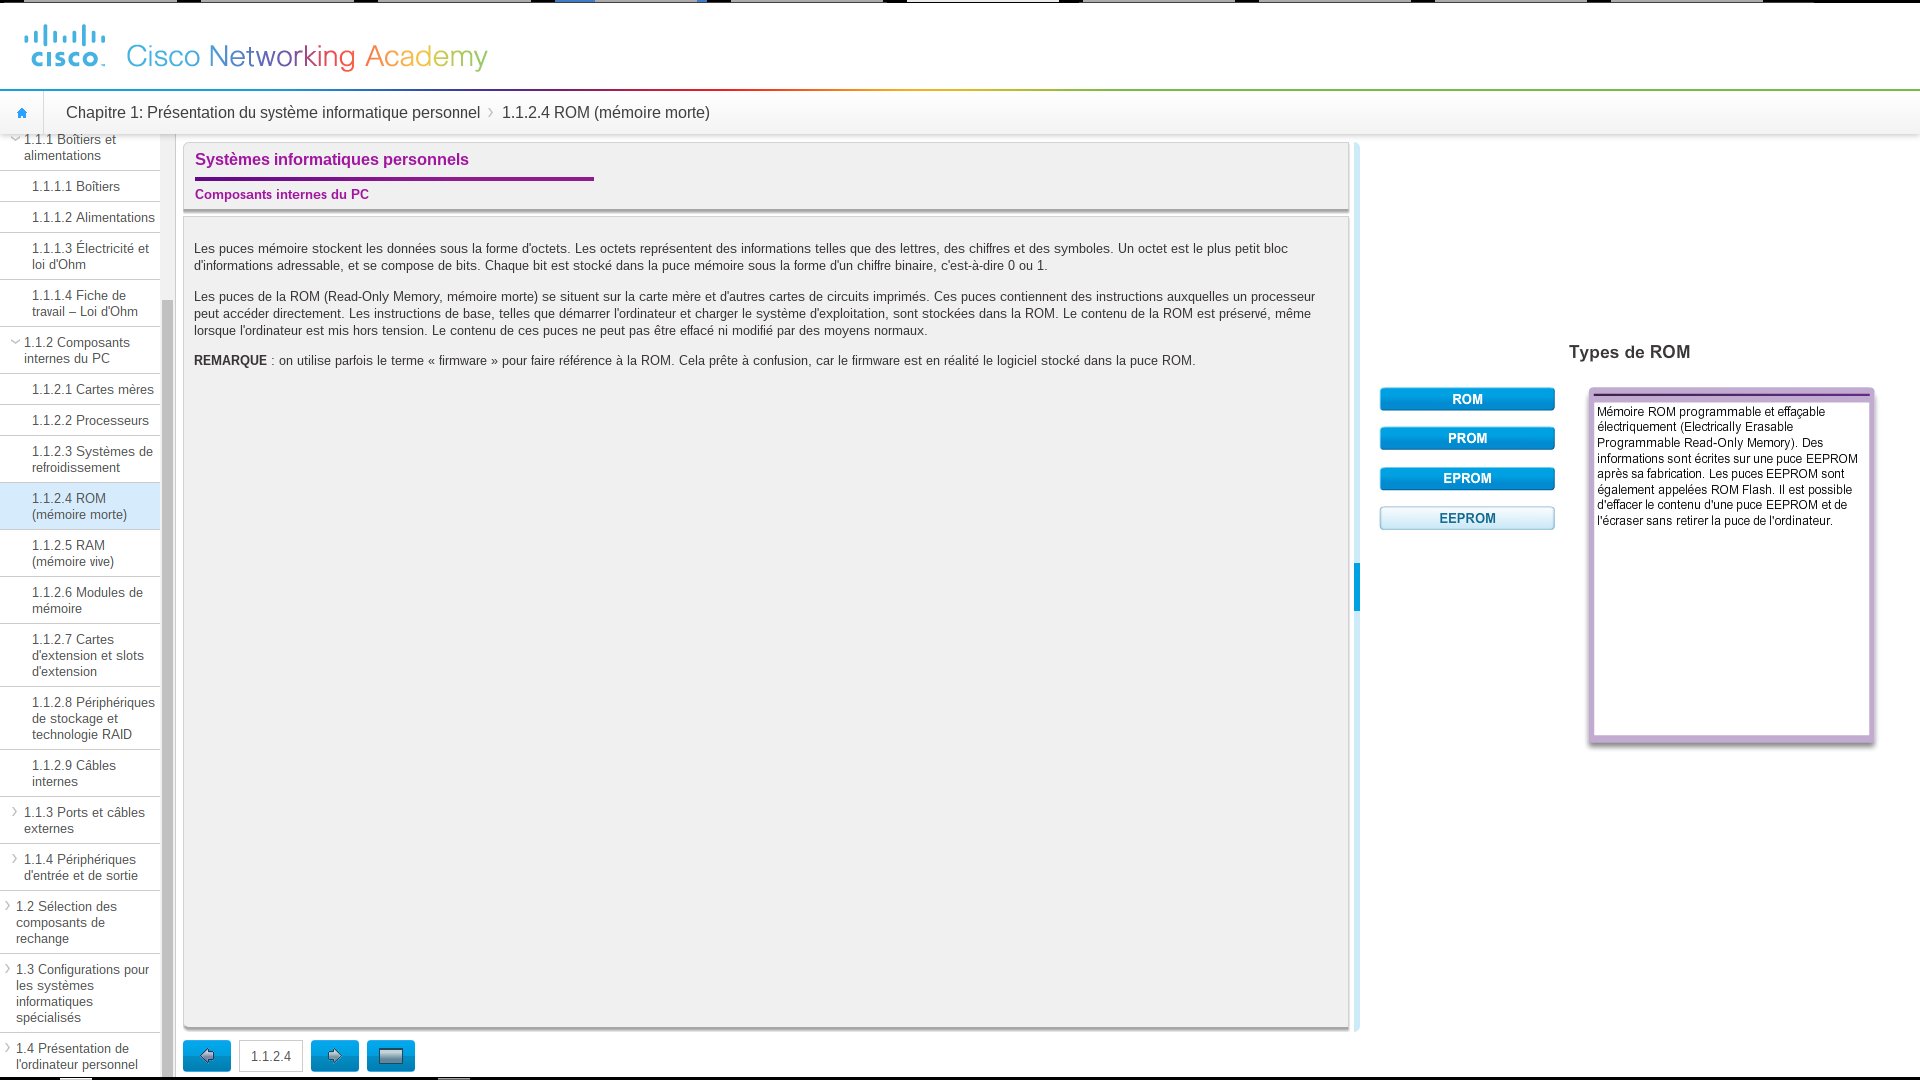 CISCO
Cisco Networking Academy
Chapitre 1: Présentation du système informatique personnel
1.1.2.4 ROM (mémoire morte)
1.1.1 Boîtiers et
alimentations
1.1.1.1 Boîtiers
1.1.1.2 Alimentations
1.1.1.3 Électricité et
loi d'Ohm
1.1.1.4 Fiche de
travail – Loi d'Ohm
1.1.2 Composants
internes du PC
1.1.2.1 Cartes mères
1.1.2.2 Processeurs
1.1.2.3 Systèmes de
refroidissement
1.1.2.4 ROM
(mémoire morte)
1.1.2.5 RAM
(mémoire vive)
1.1.2.6 Modules de
mémoire
1.1.2.7 Cartes
d'extension et slots
d'extension
1.1.2.8 Périphériques
de stockage et
technologie RAID
1.1.2.9 Câbles
internes
1.1.3 Ports et câbles
externes
1.1.4 Périphériques
d'entrée et de sortie
1.2 Sélection des
composants de
rechange
1.3 Configurations pour
les systèmes
informatiques
spécialisés
1.4 Présentation de
l'ordinateur personnel
Systèmes informatiques personnels
Composants internes du PC
Les puces mémoire stockent les données sous la forme d'octets. Les octets représentent des informations telles que des lettres, des chiffres et des symboles. Un octet est le plus petit bloc
d'informations adressable, et se compose de bits. Chaque bit est stocké dans la puce mémoire sous la forme d'un chiffre binaire, c'est-à-dire 0 ou 1.
Les puces de la ROM (Read-Only Memory, mémoire morte) se situent sur la carte mère et d'autres cartes de circuits imprimés. Ces puces contiennent des instructions auxquelles un processeur
peut accéder directement. Les instructions de base, telles que démarrer l'ordinateur et charger le système d'exploitation, sont stockées dans la ROM. Le contenu de la ROM est préservé, même
lorsque l'ordinateur est mis hors tension. Le contenu de ces puces ne peut pas être effacé ni modifié par des moyens normaux.
REMARQUE : on utilise parfois le terme « firmware » pour faire référence à la ROM. Cela prête à confusion, car le firmware est en réalité le logiciel stocké dans la puce ROM.
1.1.2.4
Types de ROM
ROM
PROM
EPROM
EEPROM
Mémoire ROM programmable et effaçable
électriquement (Electrically Erasable
Programmable Read-Only Memory). Des
informations sont écrites sur une puce EEPROM
après sa fabrication. Les puces EEPROM sont
également appelées ROM Flash. Il est possible
d'effacer le contenu d'une puce EEPROM et de
l'écraser sans retirer la puce de l'ordinateur.